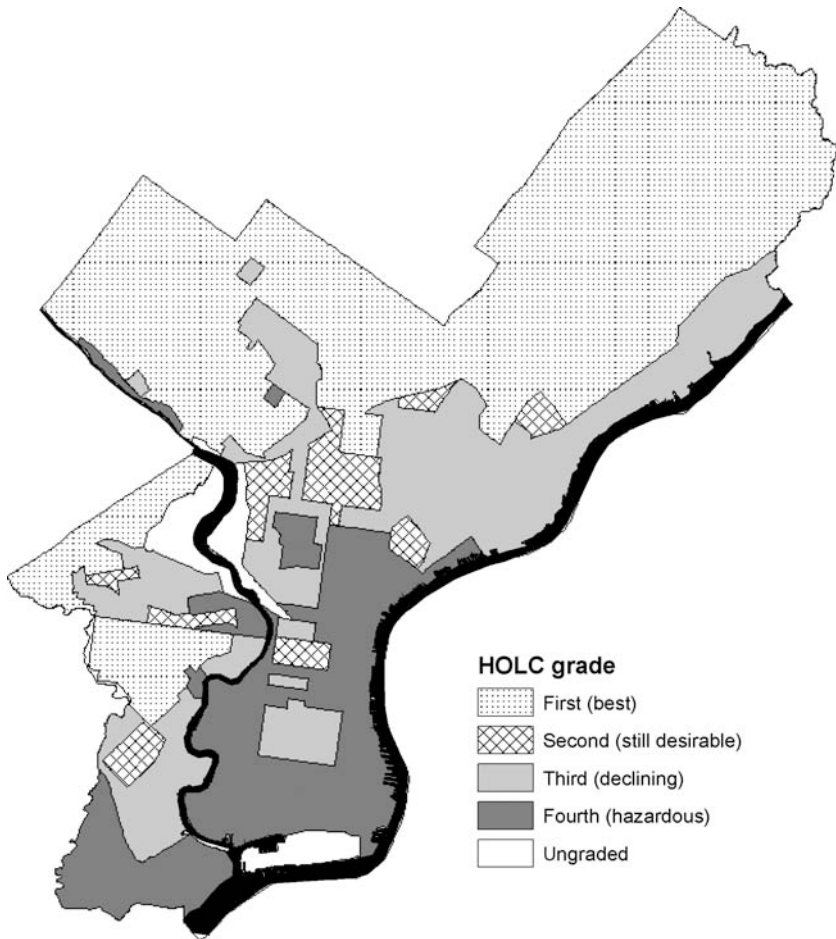 HOLC grade
First (best)
Second (still desirable)
Third (declining)
Fourth (hazardous)
Ungraded